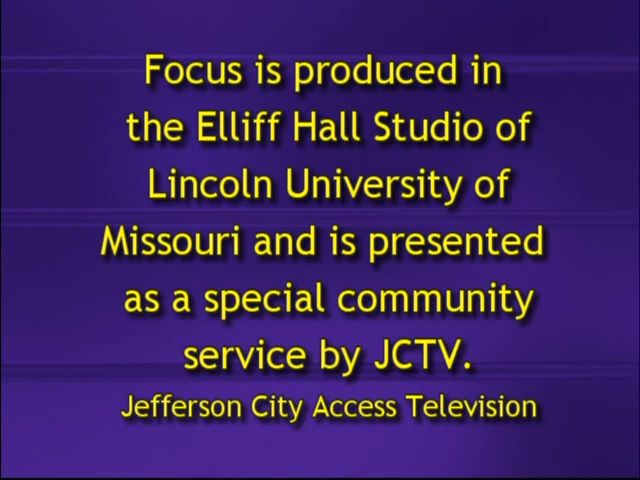 Focus is produced in
the Elliff Hall Studio of
Lincoln University of
Missouri and is presented
as a special community
service by JCTV.
Jefferson City Access Television